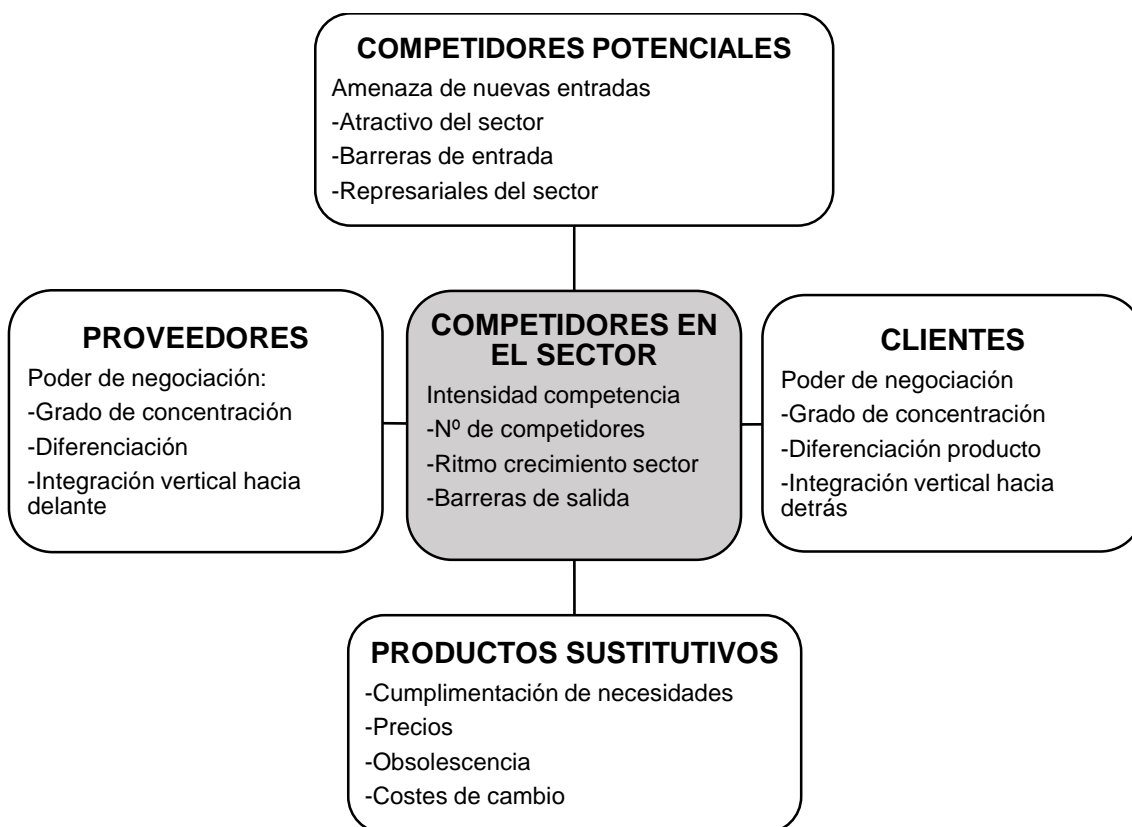 COMPETIDORES POTENCIALES
Amenaza de nuevas entradas
-Atractivo del sector
-Barreras de entrada
-Represariales del sector
PROVEEDORES
Poder de negociación:
-Grado de concentración
-Diferenciación
-Integración vertical hacia
delante
COMPETIDORES EN
EL SECTOR
Intensidad competencia
-Nº de competidores
-Ritmo crecimiento sector
-Barreras de salida
CLIENTES
Poder de negociación
-Grado de concentración
-Diferenciación producto
-Integración vertical hacia
detrás
PRODUCTOS SUSTITUTIVOS
-Cumplimentación de necesidades
-Precios
-Obsolescencia
-Costes de cambio